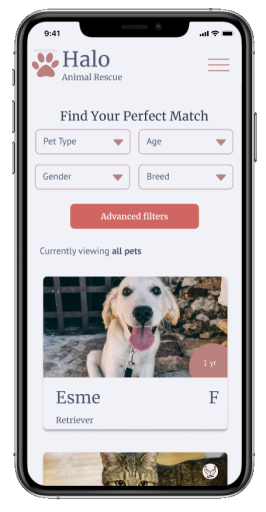 9:41
Halo
Animal Rescue
Find Your Perfect Match
Pet Type
Age
Gender
Breed
Advanced filters
Currently viewing all pets
1 yr
Esme
F
Retriever